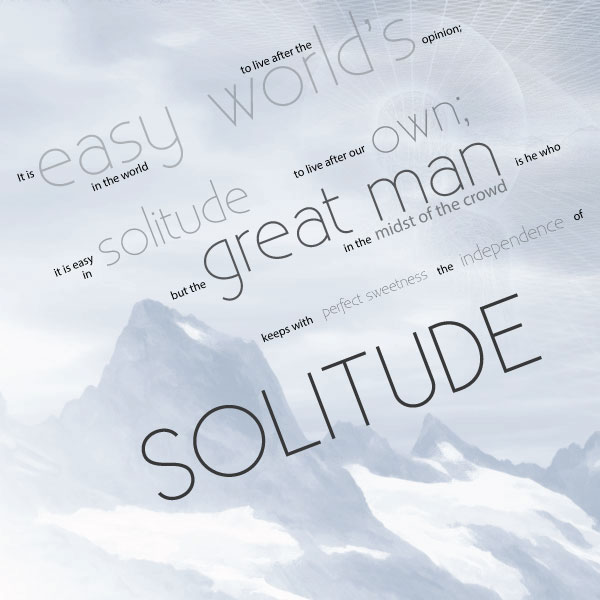 It is easy in the world to live after the world's opinion;
it is easy in solitude to live after our own;
but the great man is he who
in the midst of the crowd
keeps with perfect sweetness the independence of
SOLITUDE